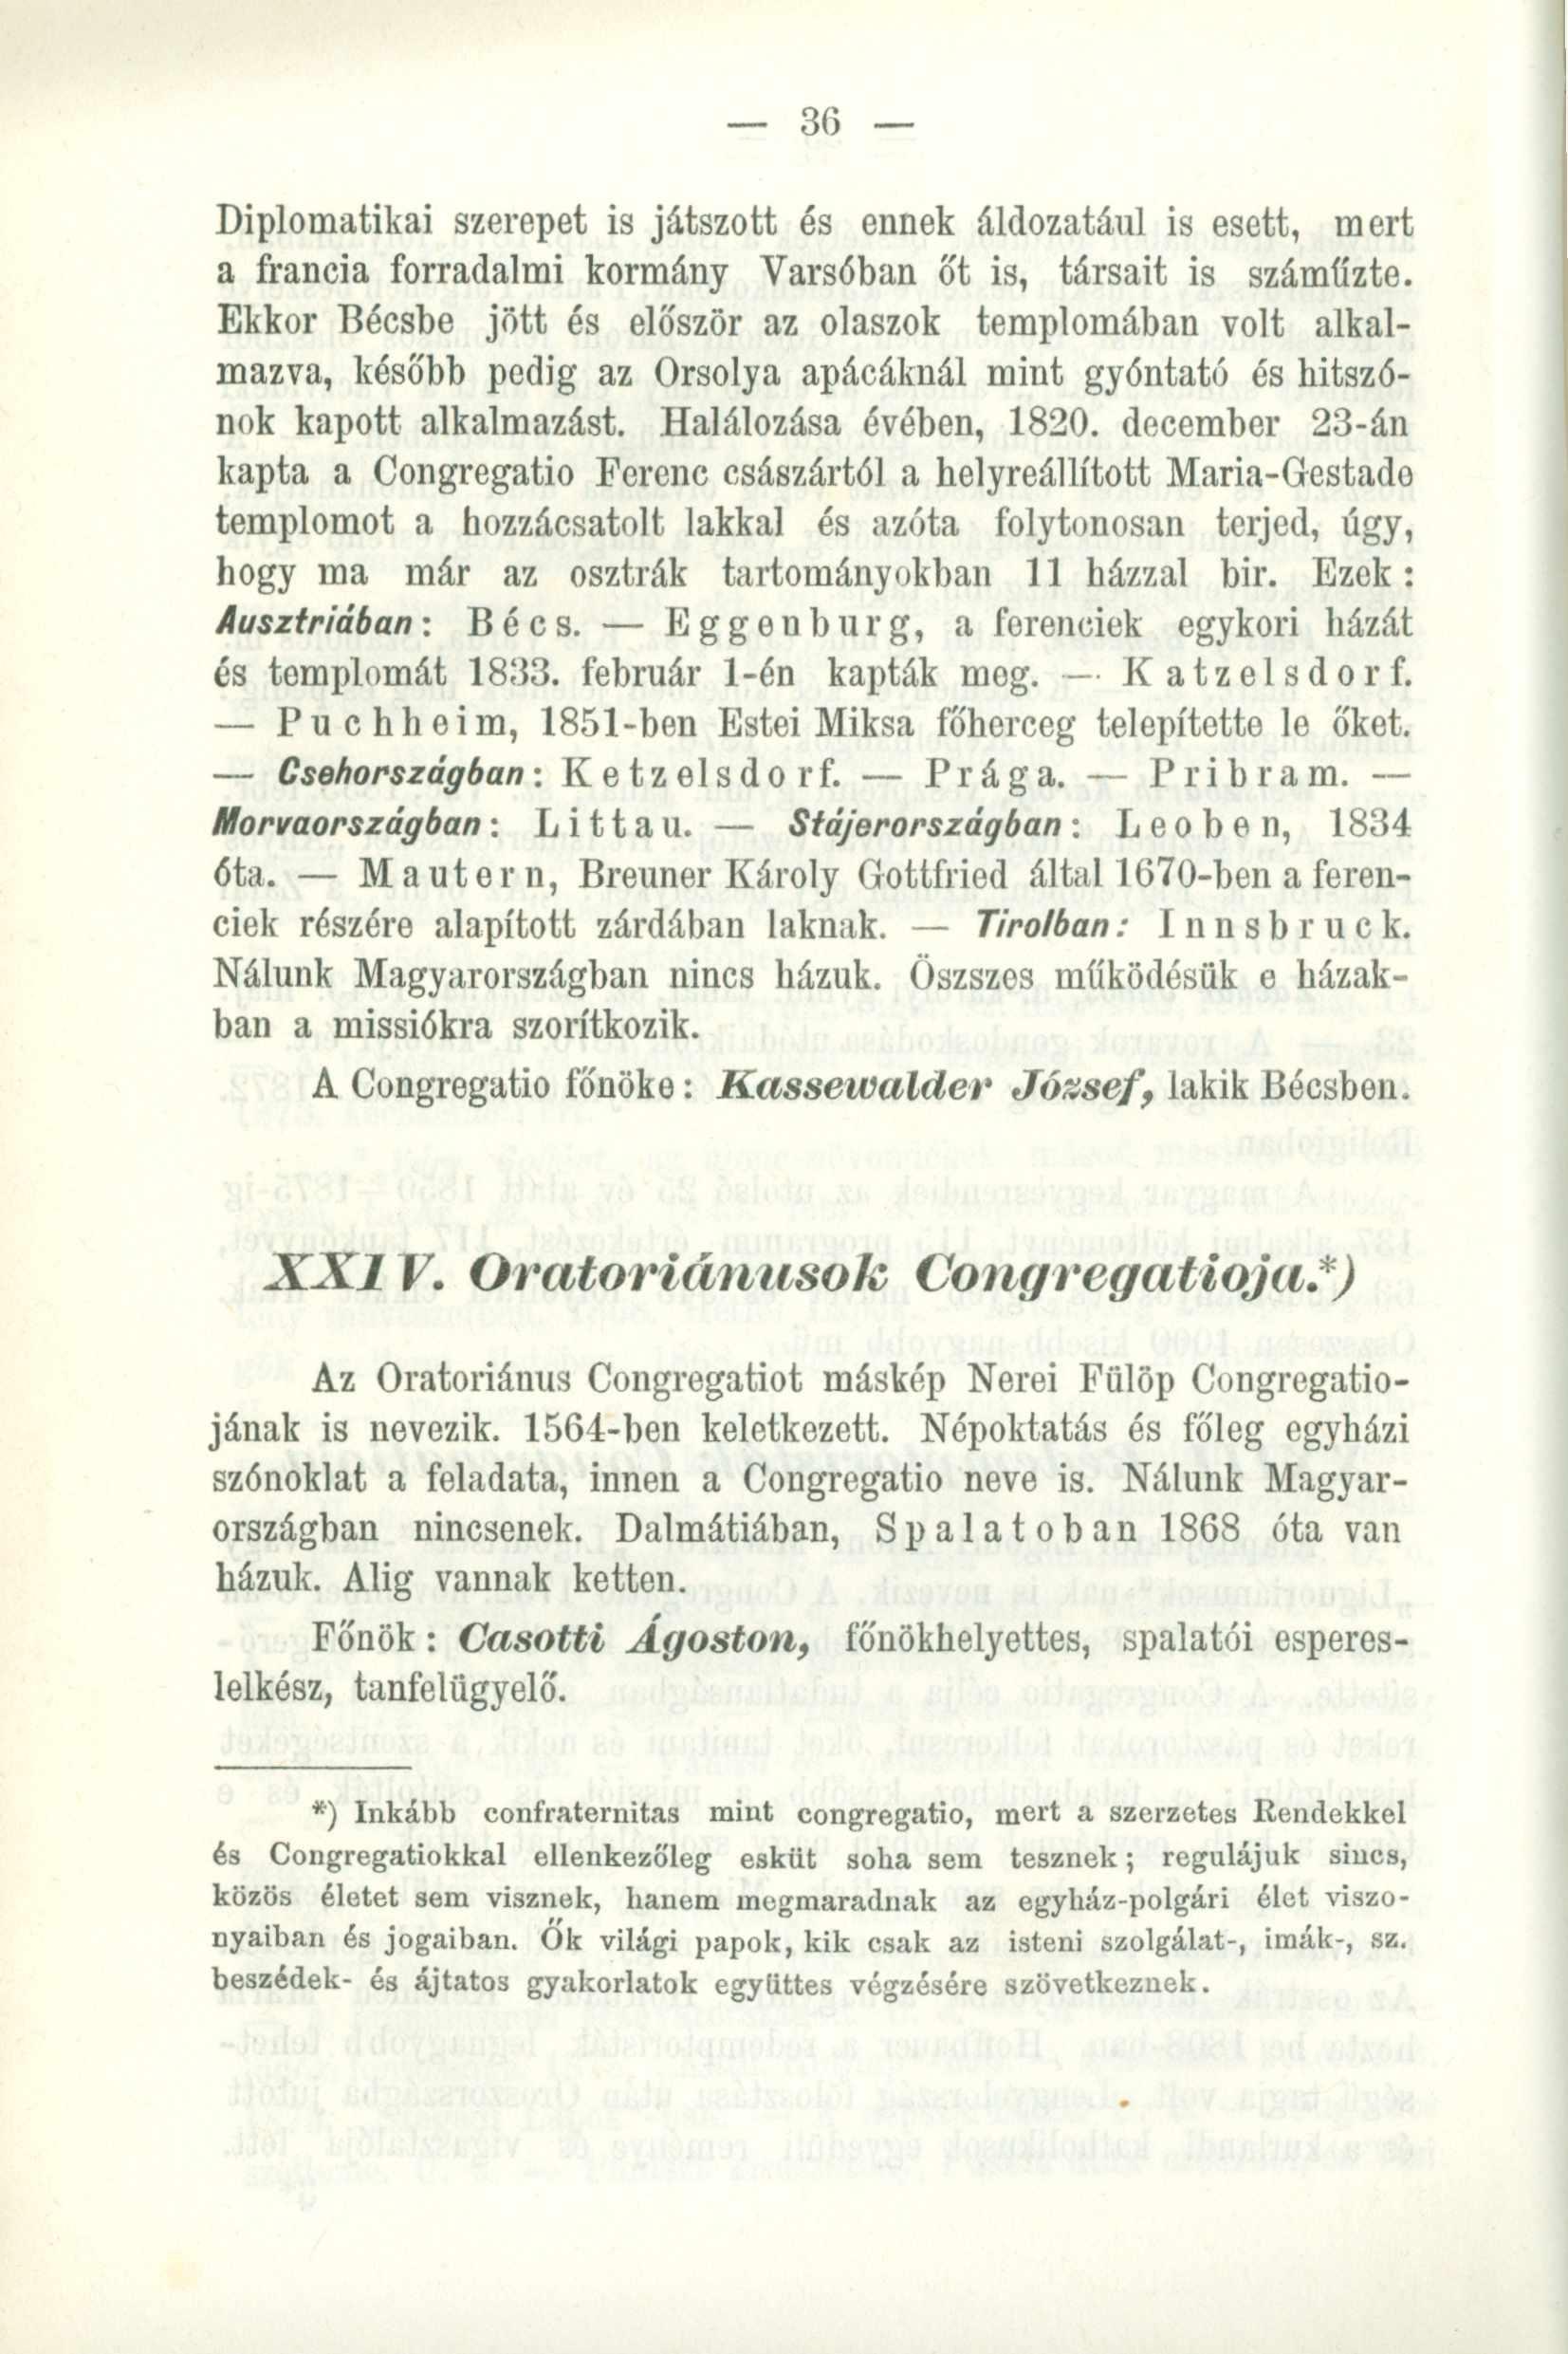 — 36 —
Diplomatikai szerepet is játszott és ennek áldozatául is esett, mert
a francia forradalmi kormány Varsóban őt is, társait is száműzte.
Ekkor Bécsbe jött és először az olaszok templomában volt alkal-
mazva, később pedig az Orsolya apácáknál mint gyóntató és hitszó-
nok kapott alkalmazást. Halálozása évében, 1820. december 23-án
kapta a Congregatio Ferenc császártól a helyreállított Maria-Gestade
templomot a hozzácsatolt lakkal és azóta folytonosan terjed, úgy,
hogy ma már az osztrák tartományokban 11 házzal bir. Ezek:
Ausztriában: Bécs. — Eggenburg, a ferenciek egykori házát
és templomát 1833. február 1-én kapták meg. — Katzelsdorf.
— Puchheim, 1851-ben Estei Miksa főherceg telepítette le őket.
— Csehországban: Ketzelsdorf. — Prága. — Pribram. —
Morvaországban: Littau. — Stájerországban: Leoben, 1834
óta. — Mautern, Breuner Károly Gottfried által 1670-ben a feren-
ciek részére alapított zárdában laknak. — Tirolban: Innsbruck.
Nálunk Magyarországban nincs házuk. Öszszes működésük e házak-
ban a missiókra szorítkozik.
A Congregatio főnöke: Kassewalder József, lakik Bécsben.
XXIV. Oratoriánusok Congregatioja.*)
Az Oratoriánus Congregatiot máskép Nerei Fülöp Congregatio-
jának is nevezik. 1564-ben keletkezett. Népoktatás és főleg egyházi
szónoklat a feladata, innen a Congregatio neve is. Nálunk Magyar-
országban nincsenek. Dalmátiában, Spalatoban 1868 óta van
házuk. Alig vannak ketten.
Főnök: Casotti Ágoston, főnökhelyettes, spalatói esperes-
lelkész, tanfelügyelő.
*) Inkább confraternitas mint congregatio, mert a szerzetes Rendekkel
és Congregatiokkal ellenkezőleg esküt soha sem tesznek; regulájuk sincs,
közös életet sem visznek, hanem megmaradnak az egyház-polgári élet viszo-
nyaiban és jogaiban. Ők világi papok, kik csak az isteni szolgálat-, imák-, sz.
beszédek- és ájtatos gyakorlatok együttes végzésére szövetkeznek.